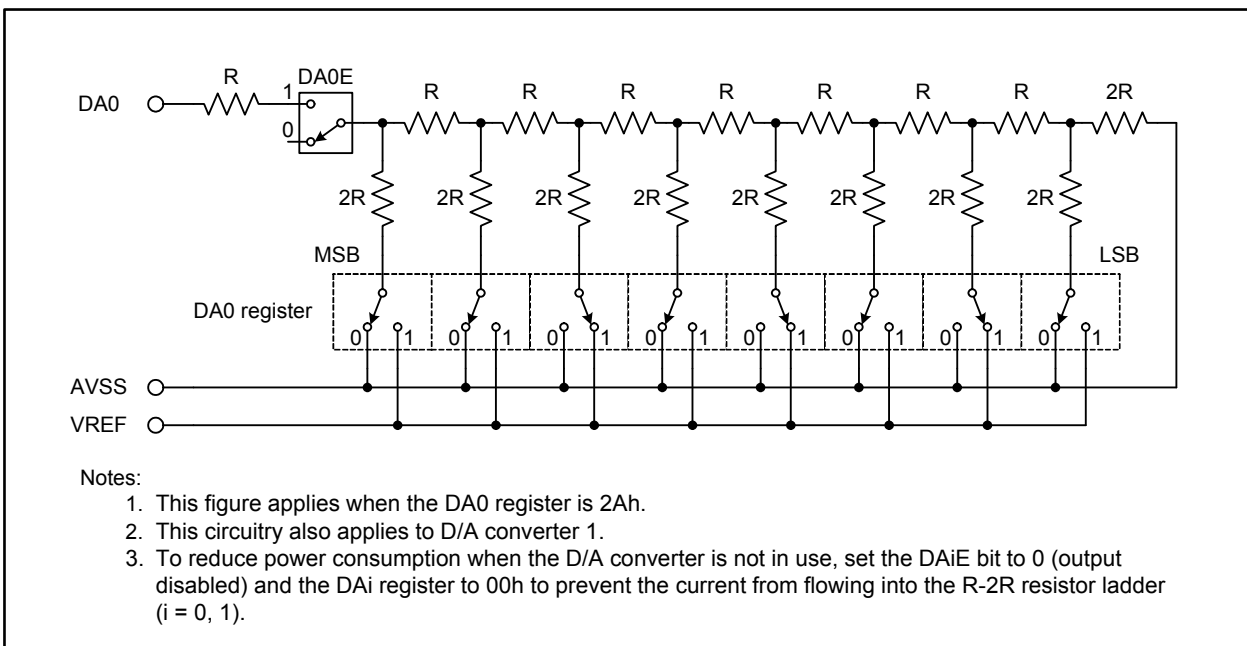 R DA0E R R R R R R R 2R
1
DA0
0
2R 2R 2R 2R 2R 2R 2R 2R
MSB LSB
DA0 register
0 1 0 1 0 1 0 1 0 1 0 1 0 1 0 1
AVSS
VREF
Notes:
1. This figure applies when the DA0 register is 2Ah.
2. This circuitry also applies to D/A converter 1.
3. To reduce power consumption when the D/A converter is not in use, set the DAiE bit to 0 (output
disabled) and the DAi register to 00h to prevent the current from flowing into the R-2R resistor ladder
(i = 0, 1).